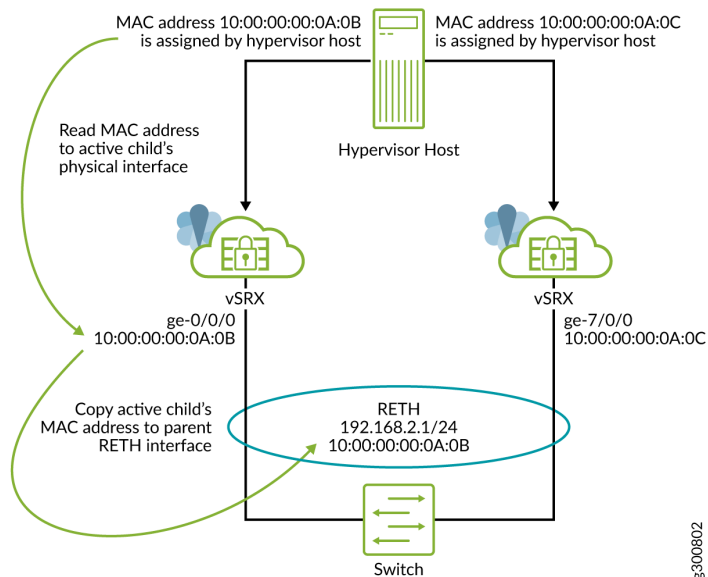 MAC address 10:00:00:00:0A:0B
is assigned by hypervisor host
MAC address 10:00:00:00:0A:0C
is assigned by hypervisor host
Read MAC address
to active child’s
physical interface
Hypervisor Host
vSRX
ge-0/0/0
10:00:00:00:0A:0B
vSRX
ge-7/0/0
10:00:00:00:0A:0C
Copy active child’s
MAC address to parent
RETH interface
RETH
192.168.2.1/24
10:00:00:00:0A:0B
Switch
g300802